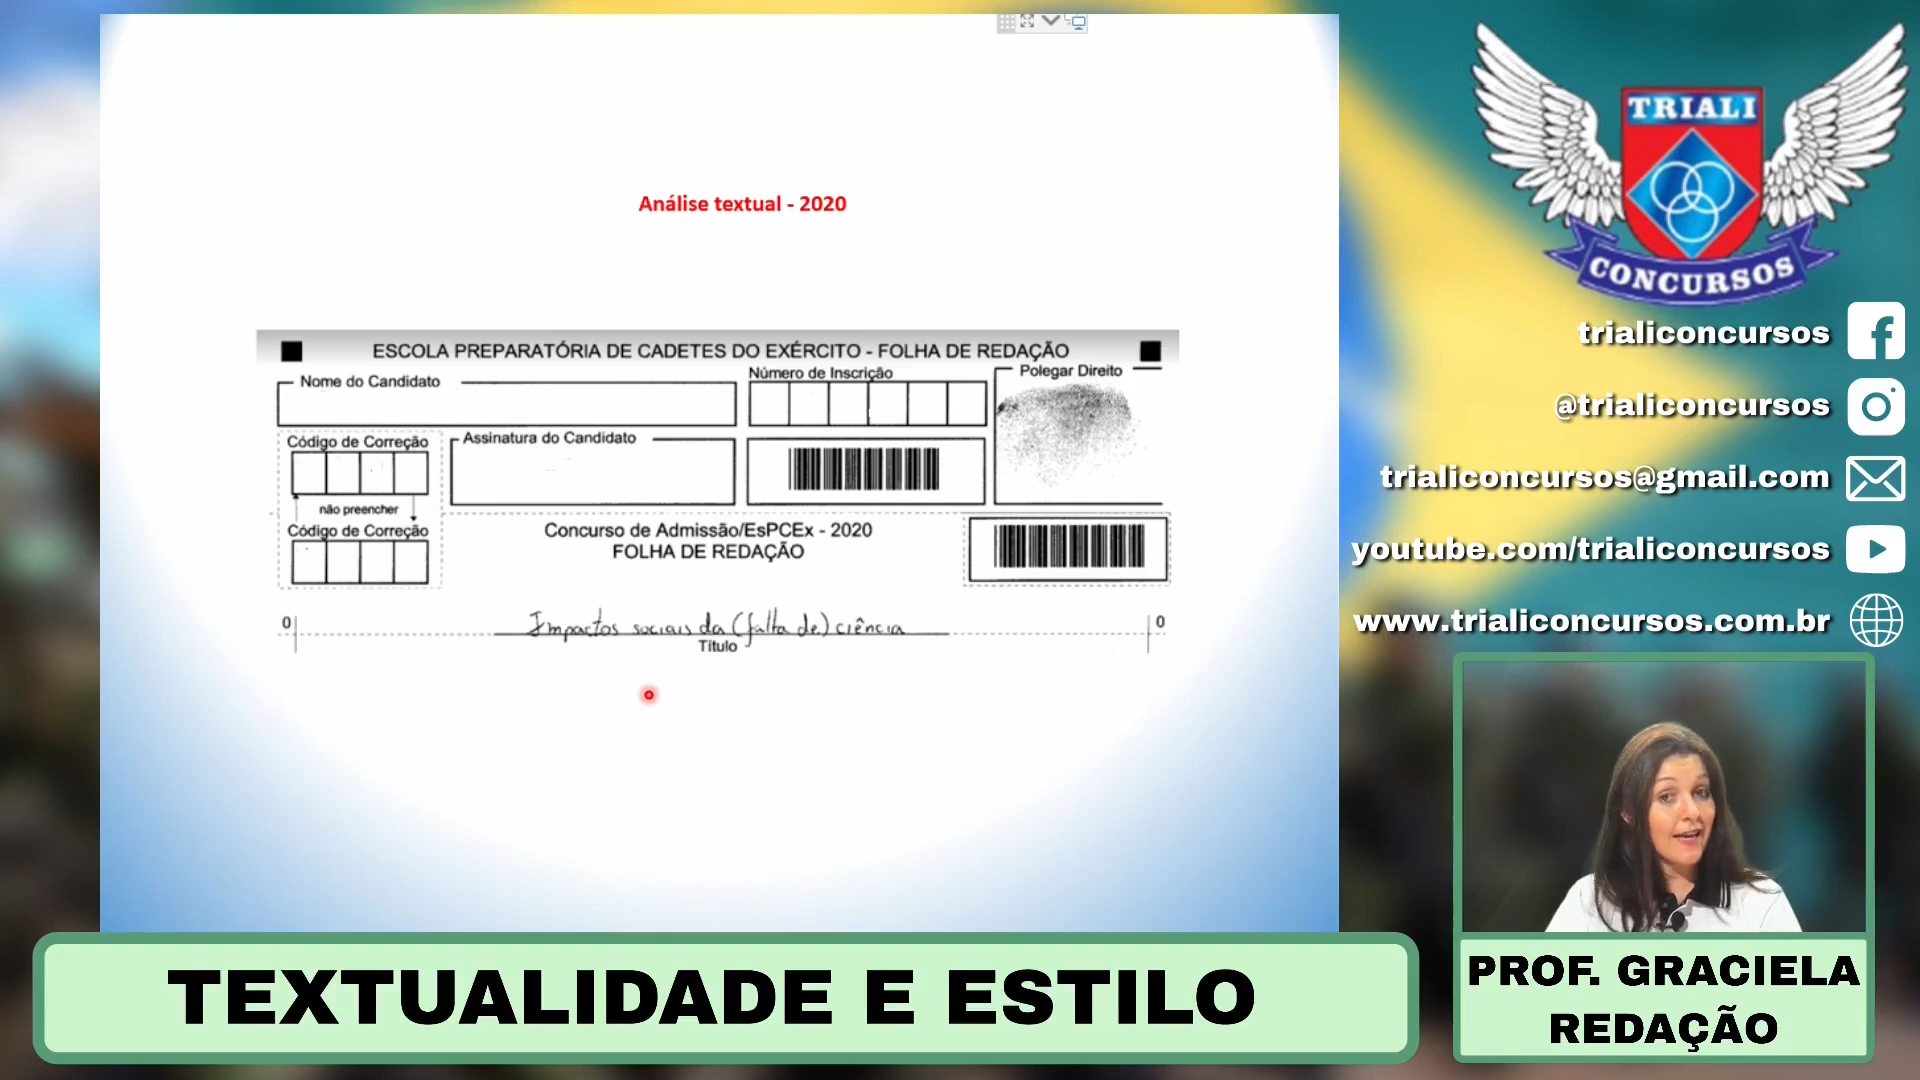 Análise textual - 2020
ESCOLA PREPARATÓRIA DE CADETES DO EXÉRCITO - FOLHA DE REDAÇÃO
Nome do Candidato
Número de Inscrição
Polegar Direito
Código de Correção
Assinatura do Candidato
não preencher
Código de Correção
Concurso de Admissão/EsPCEx - 2020
FOLHA DE REDAÇÃO
0
Impactos sociais da (falta de) ciência
0
Título
TRIALI
CONCURSOS
trialiconcursos
@trialiconcursos
trialiconcursos@gmail.com
youtube.com/trialiconcursos
www.trialiconcursos.com.br
TEXTUALIDADE E ESTILO
PROF. GRACIELA
REDAÇÃO